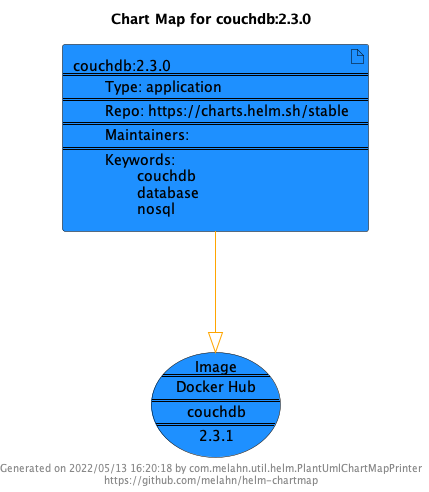 Chart Map for couchdb:2.3.0
couchdb:2.3.0
Type: application
Repo: https://charts.helm.sh/stable
Maintainers:
Keywords:
couchdb
database
nosql
Image
Docker Hub
couchdb
2.3.1
Generated on 2022/05/13 16:20:18 by com.melahn.util.helm.PlantUmlChartMapPrinter
https://github.com/melahn/helm-chartmap